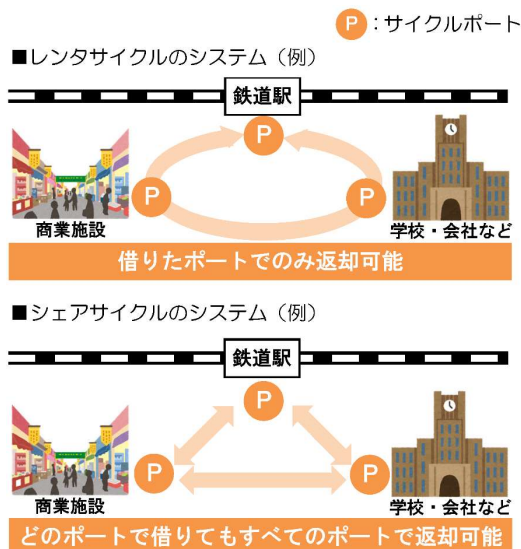 P：サイクルポート
■レンタサイクルのシステム（例）
鉄道駅
P
P P
商業施設
学校・会社など
借りたポートでのみ返却可能
■シェアサイクルのシステム（例）
鉄道駅
P
P P
商業施設
学校・会社など
どのポートで借りてもすべてのポートで返却可能